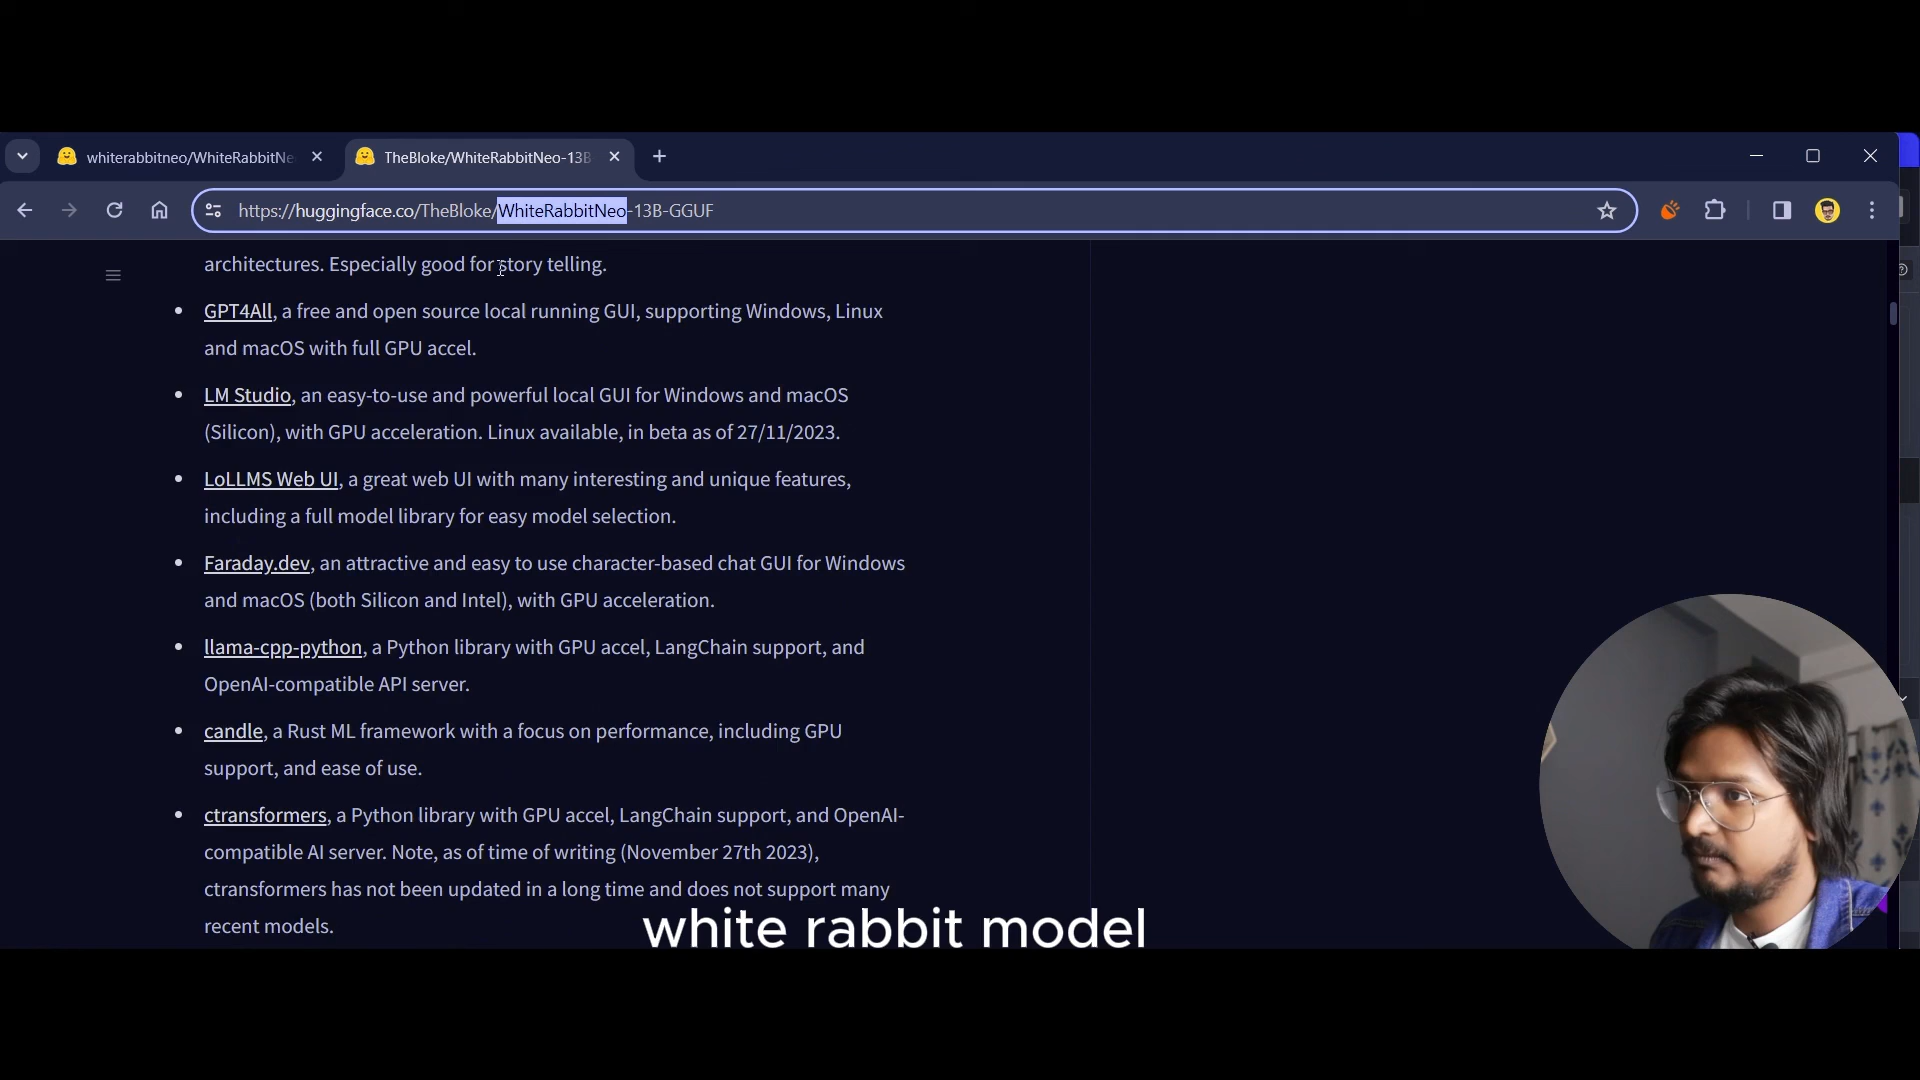 whiterabbitneo/WhiteRabbitNe
TheBloke/WhiteRabbitNeo-13B
https://huggingface.co/TheBloke/WhiteRabbitNeo-13B-GGUF
architectures. Especially good for story telling.
GPT4All, a free and open source local running GUI, supporting Windows, Linux
and macOS with full GPU accel.
LM Studio, an easy-to-use and powerful local GUI for Windows and macOS
(Silicon), with GPU acceleration. Linux available, in beta as of 27/11/2023.
LoLLMS Web UI, a great web UI with many interesting and unique features,
including a full model library for easy model selection.
Faraday.dev, an attractive and easy to use character-based chat GUI for Windows
and macOS (both Silicon and Intel), with GPU acceleration.
llama-cpp-python, a Python library with GPU accel, LangChain support, and
OpenAI-compatible API server.
candle, a Rust ML framework with a focus on performance, including GPU
support, and ease of use.
ctransformers, a Python library with GPU accel, LangChain support, and OpenAI-
compatible AI server. Note, as of time of writing (November 27th 2023),
ctransformers has not been updated in a long time and does not support many
recent models.
white rabbit model